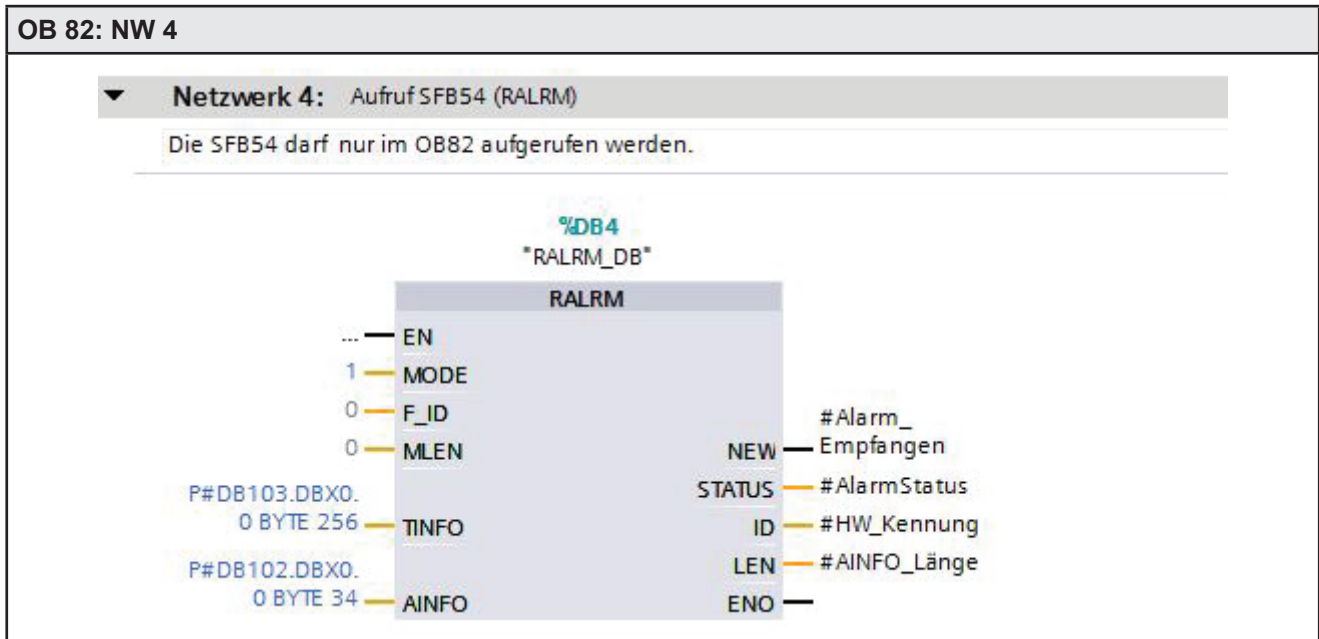 OB 82: NW 4
Netzwerk 4: Aufruf SFB54 (RALRM)
Die SFB54 darf nur im OB82 aufgerufen werden.
%DB4
"RALRM_DB"
RALRM
... EN
1 MODE
0 F_ID
#Alarm_
0 MLEN NEW Empfangen
P#DB103.DBX0. STATUS #AlarmStatus
0 BYTE 256 TINFO ID #HW_Kennung
P#DB102.DBX0. LEN #AINFO_Länge
0 BYTE 34 AINFO ENO